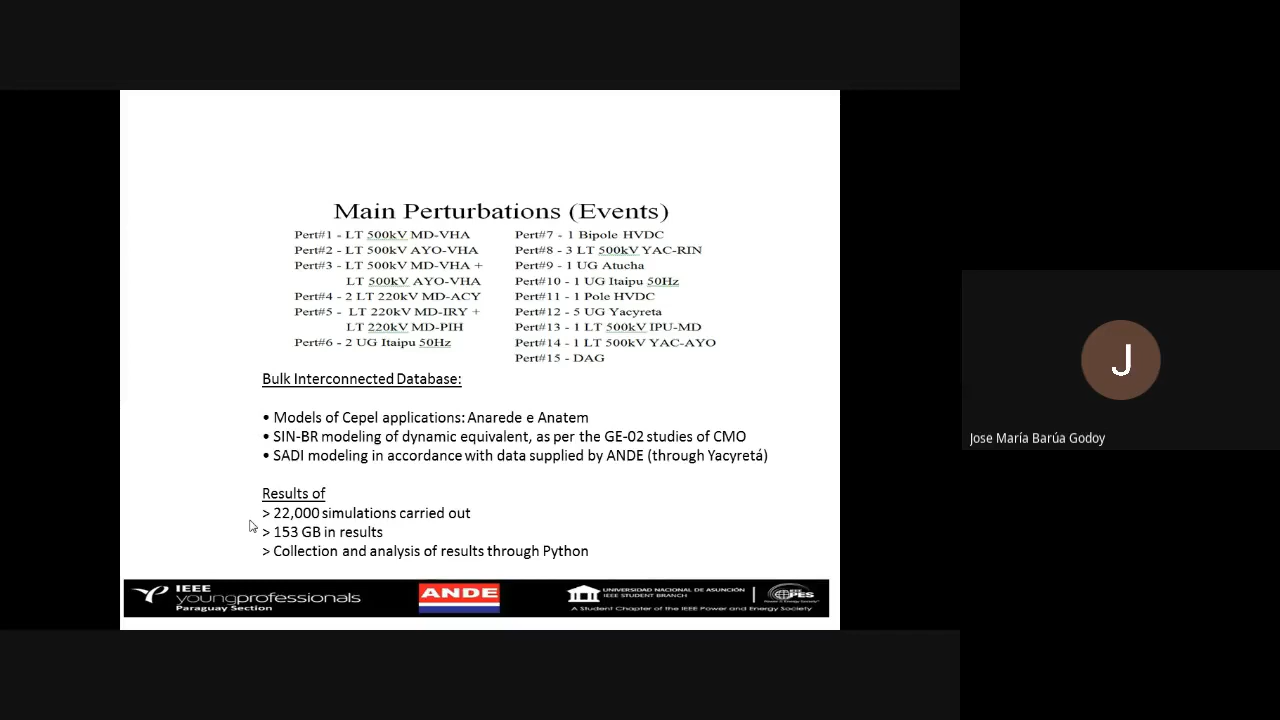 Main Perturbations (Events)
Pert#1 - LT 500kV MD-VHA
Pert#2 - LT 500kV AYO-VHA
Pert#3 - LT 500kV MD-VHA +
LT 500kV AYO-VHA
Pert#4 - 2 LT 220kV MD-ACY
Pert#5 - LT 220kV MD-IRY +
LT 220kV MD-PIH
Pert#6 - 2 UG Itaipu 50Hz
Pert#7 - 1 Bipole HVDC
Pert#8 - 3 LT 500kV YAC-RIN
Pert#9 - 1 UG Atucha
Pert#10 - 1 UG Itaipu 50Hz
Pert#11 - 1 Pole HVDC
Pert#12 - 5 UG Yacyreta
Pert#13 - 1 LT 500kV IPU-MD
Pert#14 - 1 LT 500kV YAC-AYO
Pert#15 - DAG
Bulk Interconnected Database:
• Models of Cepel applications: Anarede e Anatem
• SIN-BR modeling of dynamic equivalent, as per the GE-02 studies of CMO
• SADI modeling in accordance with data supplied by ANDE (through Yacyretá)
Results of
> 22,000 simulations carried out
> 153 GB in results
> Collection and analysis of results through Python
IEEE
youngprofessionals
Paraguay Section
ANDE
UNIVERSIDAD NACIONAL DE ASUNCIÓN
IEEE STUDENT BRANCH
A Student Chapter of the IEEE Power and Energy Society
PES
J
Jose María Barúa Godoy